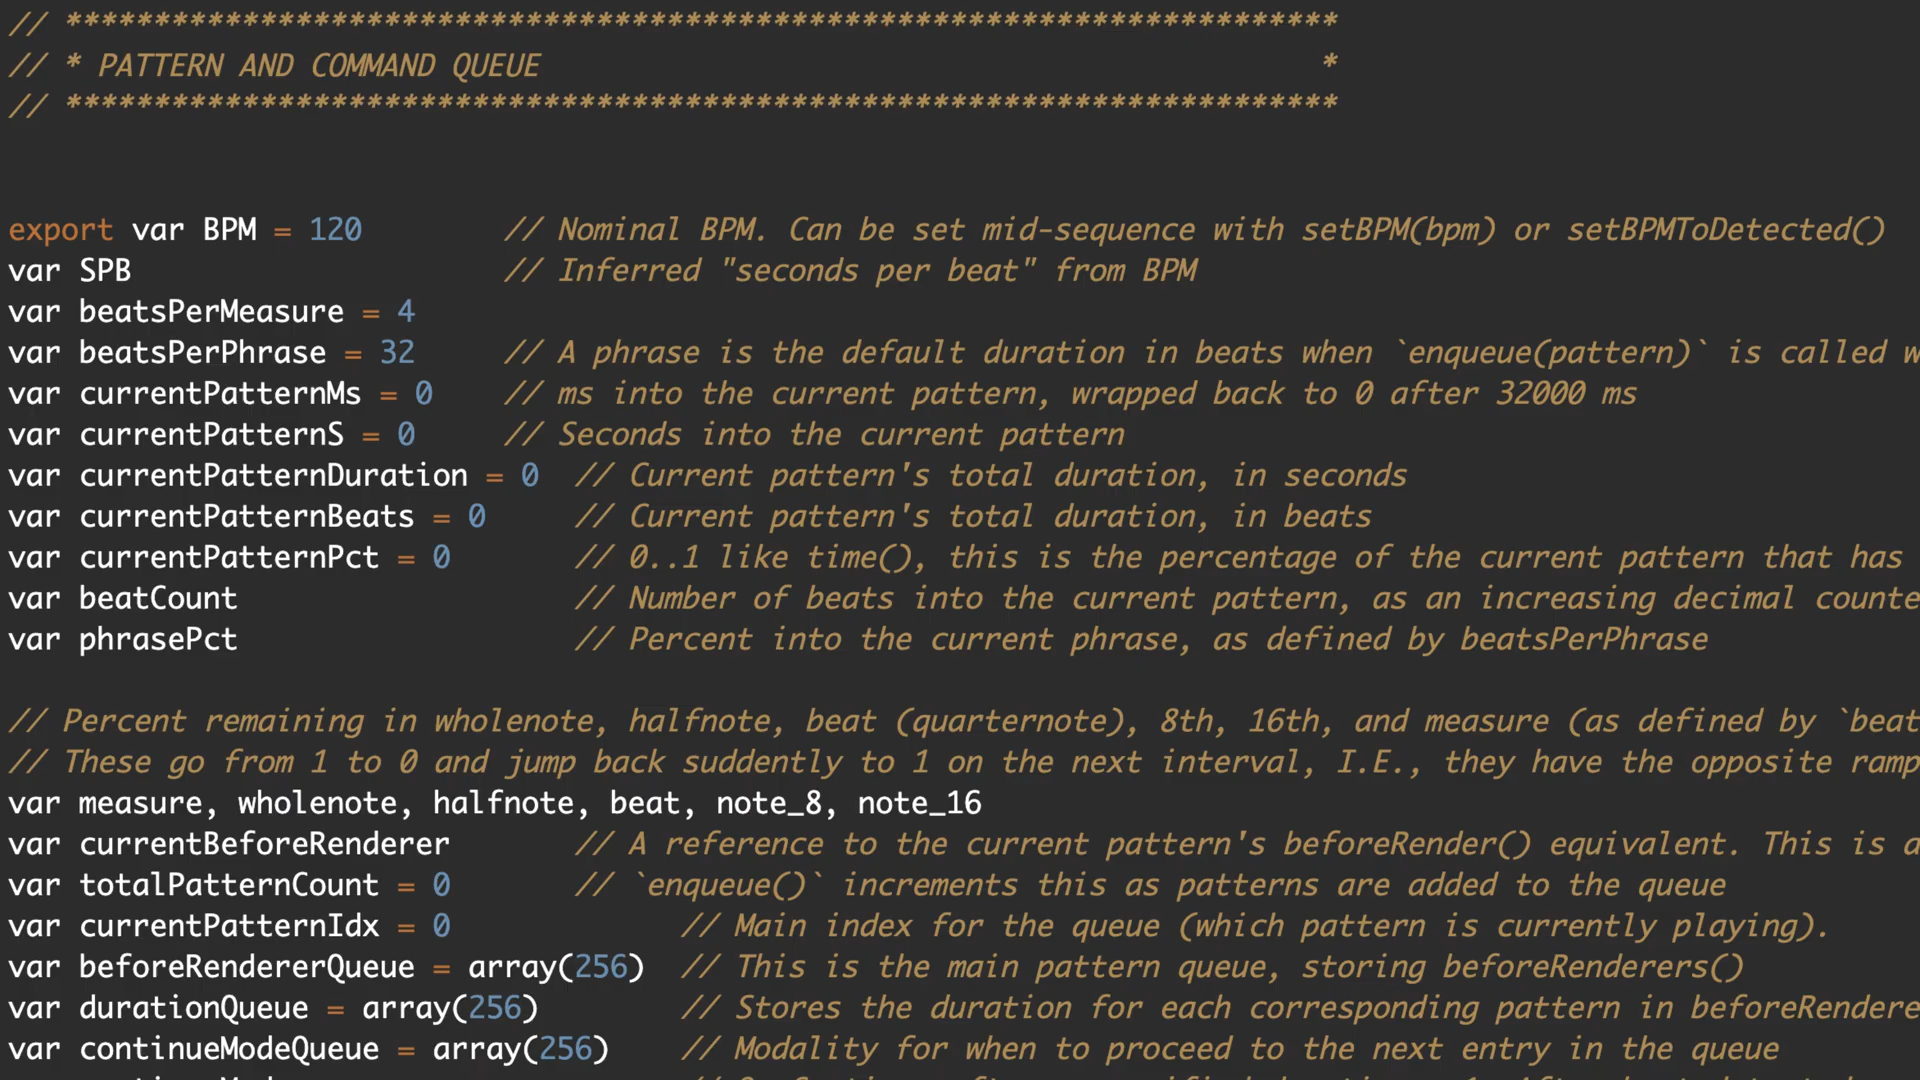 // ************************************************************************
// * PATTERN AND COMMAND QUEUE *
// ************************************************************************
export var BPM = 120 // Nominal BPM. Can be set mid-sequence with setBPM(bpm) or setBPMToDetected()
var SPB // Inferred "seconds per beat" from BPM
var beatsPerMeasure = 4
var beatsPerPhrase = 32 // A phrase is the default duration in beats when `enqueue(pattern)` is called w
var currentPatternMs = 0 // ms into the current pattern, wrapped back to 0 after 32000 ms
var currentPatternS = 0 // Seconds into the current pattern
var currentPatternDuration = 0 // Current pattern's total duration, in seconds
var currentPatternBeats = 0 // Current pattern's total duration, in beats
var currentPatternPct = 0 // 0..1 like time(), this is the percentage of the current pattern that has
var beatCount // Number of beats into the current pattern, as an increasing decimal counte
var phrasePct // Percent into the current phrase, as defined by beatsPerPhrase
// Percent remaining in wholenote, halfnote, beat (quarternote), 8th, 16th, and measure (as defined by `beat
// These go from 1 to 0 and jump back suddently to 1 on the next interval, I.E., they have the opposite ramp
var measure, wholenote, halfnote, beat, note_8, note_16
var currentBeforeRenderer // A reference to the current pattern's beforeRender() equivalent. This is a
var totalPatternCount = 0 // `enqueue()` increments this as patterns are added to the queue
var currentPatternIdx = 0 // Main index for the queue (which pattern is currently playing).
var beforeRendererQueue = array(256) // This is the main pattern queue, storing beforeRenderers()
var durationQueue = array(256) // Stores the duration for each corresponding pattern in beforeRendere
var continueModeQueue = array(256) // Modality for when to proceed to the next entry in the queue